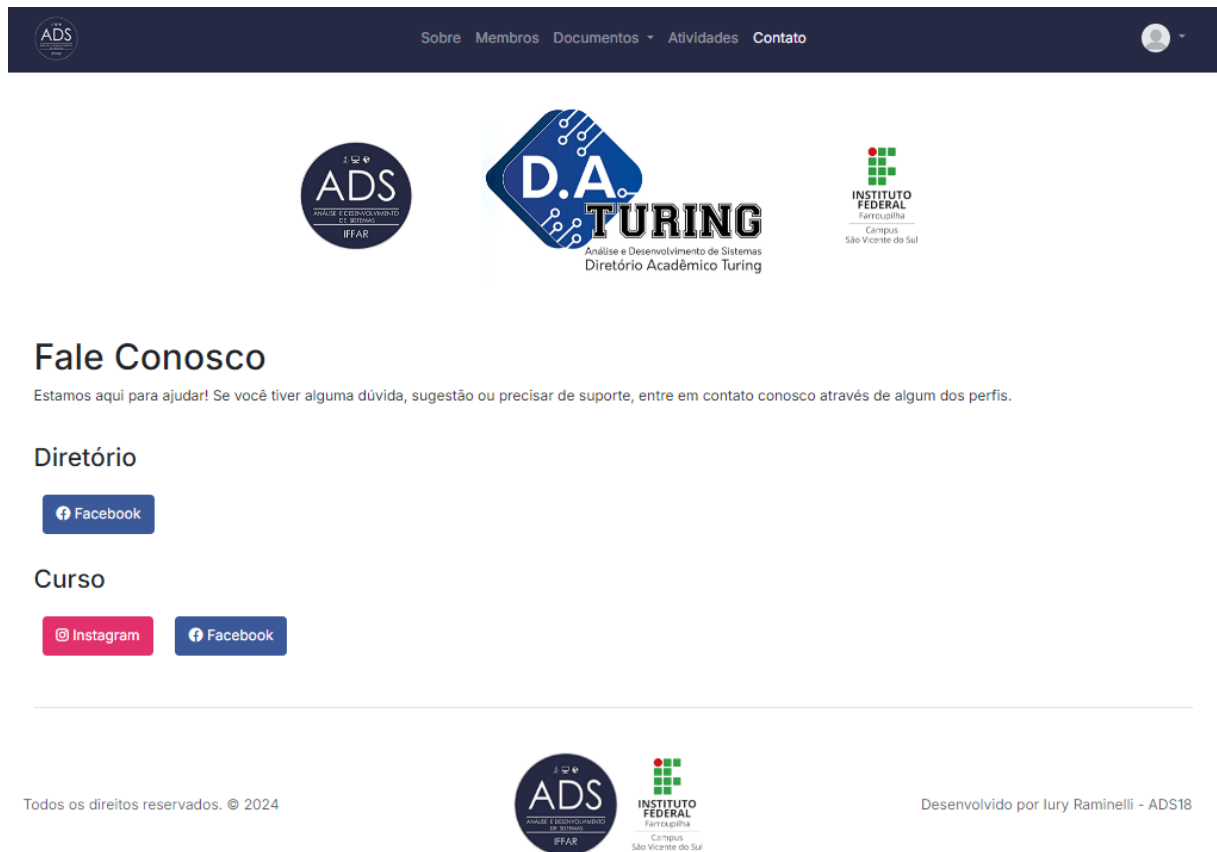 ADS
Sobre Membros Documentos Atividades Contato
ADS
ANÁLISE E DESENVOLVIMENTO
DE SISTEMAS
IFFAR
D.A.
TURING
Análise e Desenvolvimento de Sistemas
Diretório Acadêmico Turing
INSTITUTO
FEDERAL
Farroupilha
Campus
São Vicente do Sul
Fale Conosco
Estamos aqui para ajudar! Se você tiver alguma dúvida, sugestão ou precisar de suporte, entre em contato conosco através de algum dos perfis.
Diretório
Facebook
Curso
Instagram Facebook
Todos os direitos reservados. © 2024
ADS
ANÁLISE E DESENVOLVIMENTO
DE SISTEMAS
IFFAR
INSTITUTO
FEDERAL
Farroupilha
Campus
São Vicente do Sul
Desenvolvido por Iury Raminelli - ADS18